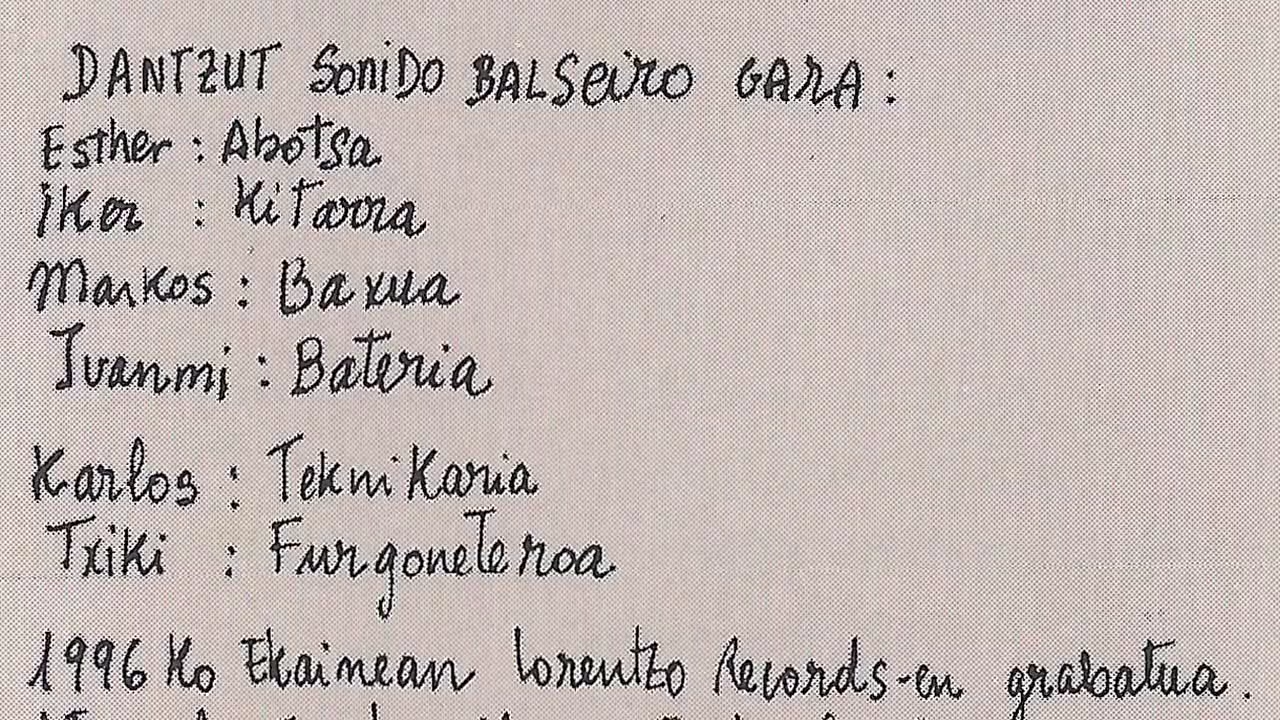 DANTZUT SONIDO BALSEIRO GARA:
Esther : Abotsa
Iker : Kitarra
Markos : Baxua
Juanmi : Bateria
Karlos : Teknikaria
Txiki : Furgoneteroa
1996 Ko Ekainean Lorentzo Records-en grabatua.